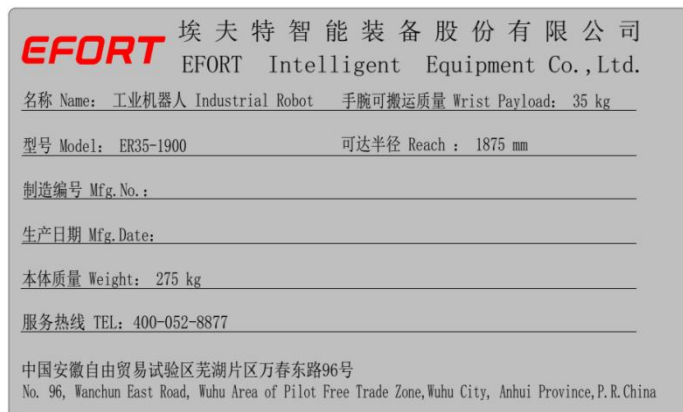 EFORT
埃夫特智能装备股份有限公司
EFORT Intelligent Equipment Co.,Ltd.
名称 Name: 工业机器人 Industrial Robot 手腕可搬运质量 Wrist Payload: 35 kg
型号 Model: ER35-1900 可达半径 Reach : 1875 mm
制造编号 Mfg.No.:
生产日期 Mfg.Date:
本体质量 Weight: 275 kg
服务热线 TEL: 400-052-8877
中国安徽自由贸易试验区芜湖片区万春东路96号
No. 96, Wanchun East Road, Wuhu Area of Pilot Free Trade Zone,Wuhu City, Anhui Province,P.R.China